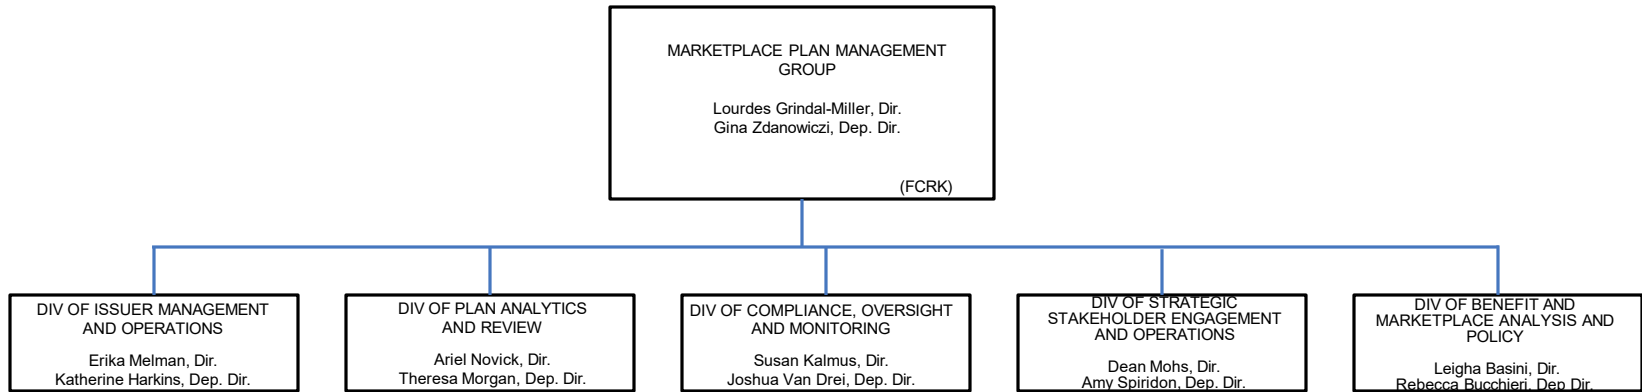 MARKETPLACE PLAN MANAGEMENT
GROUP
Lourdes Grindal-Miller, Dir.
Gina Zdanowiczi, Dep. Dir.
(FCRK)
DIV OF ISSUER MANAGEMENT
AND OPERATIONS
Erika Melman, Dir.
Katherine Harkins, Dep. Dir.
DIV OF PLAN ANALYTICS
AND REVIEW
Ariel Novick, Dir.
Theresa Morgan, Dep. Dir.
DIV OF COMPLIANCE, OVERSIGHT
AND MONITORING
Susan Kalmus, Dir.
Joshua Van Drei, Dep. Dir.
DIV OF STRATEGIC
STAKEHOLDER ENGAGEMENT
AND OPERATIONS
Dean Mohs, Dir.
Amy Spiridon, Dep. Dir.
DIV OF BENEFIT AND
MARKETPLACE ANALYSIS AND
POLICY
Leigha Basini, Dir.
Rebecca Bucchieri, Dep Dir.